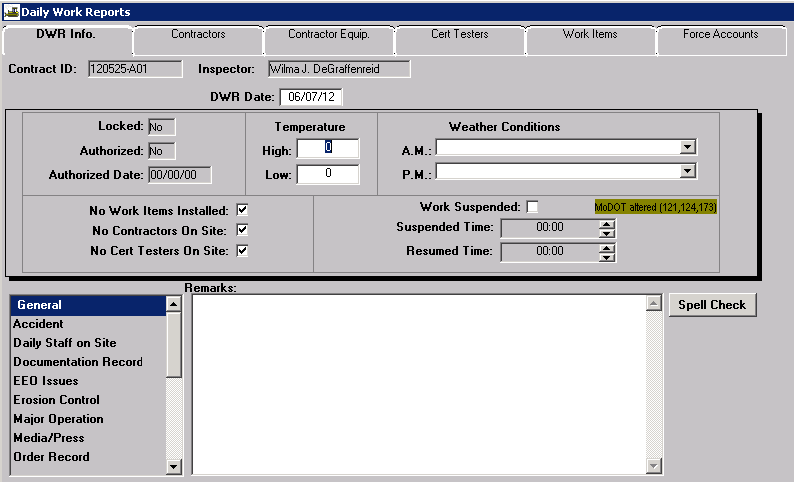 Daily Work Reports
DWR Info. Contractors Contractor Equip. Cert Testers Work Items Force Accounts
Contract ID: 120525-A01 Inspector: Wilma J. DeGraffenreid
DWR Date: 06/07/12
Locked: No Temperature Weather Conditions
Authorized: No High: 0 A.M.:
Authorized Date: 00/00/00 Low: 0 P.M.:
No Work Items Installed: Work Suspended: MoDOT altered (121,124,173)
No Contractors On Site: Suspended Time: 00:00
No Cert Testers On Site: Resumed Time: 00:00
Remarks:
General Spell Check
Accident
Daily Staff on Site
Documentation Record
EEO Issues
Erosion Control
Major Operation
Media/Press
Order Record